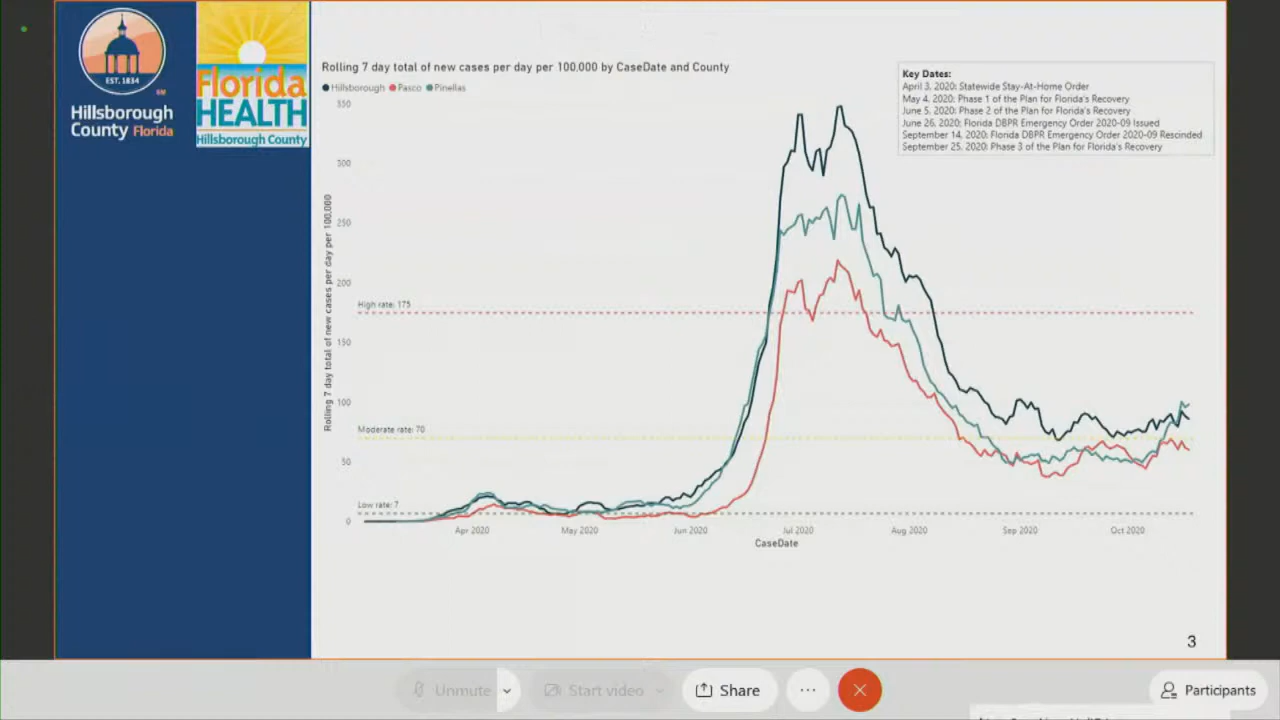 EST. 1834
Hillsborough
County Florida
Florida
HEALTH
Hillsborough County
Rolling 7 day total of new cases per day per 100,000 by CaseDate and County
Hillsborough Pasco Pinellas
Key Dates:
April 3, 2020: Statewide Stay-At-Home Order
May 4, 2020: Phase 1 of the Plan for Florida's Recovery
June 5, 2020: Phase 2 of the Plan for Florida's Recovery
June 26, 2020: Florida DBPR Emergency Order 2020-09 Issued
September 14, 2020: Florida DBPR Emergency Order 2020-09 Rescinded
September 25, 2020: Phase 3 of the Plan for Florida's Recovery
Rolling 7 day total of new cases per day per 100,000
350
300
250
200
High rate: 175
150
100
Moderate rate: 70
50
Low rate: 7
0
Apr 2020 May 2020 Jun 2020 Jul 2020 Aug 2020 Sep 2020 Oct 2020
CaseDate
3
Unmute Start video Share Participants